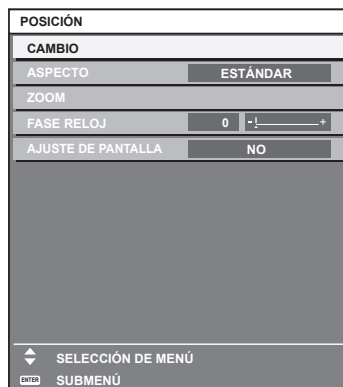 POSICIÓN
CAMBIO
ASPECTO ESTÁNDAR
ZOOM
FASE RELOJ 0 - +
AJUSTE DE PANTALLA NO
SELECCIÓN DE MENÚ
ENTER SUBMENÚ